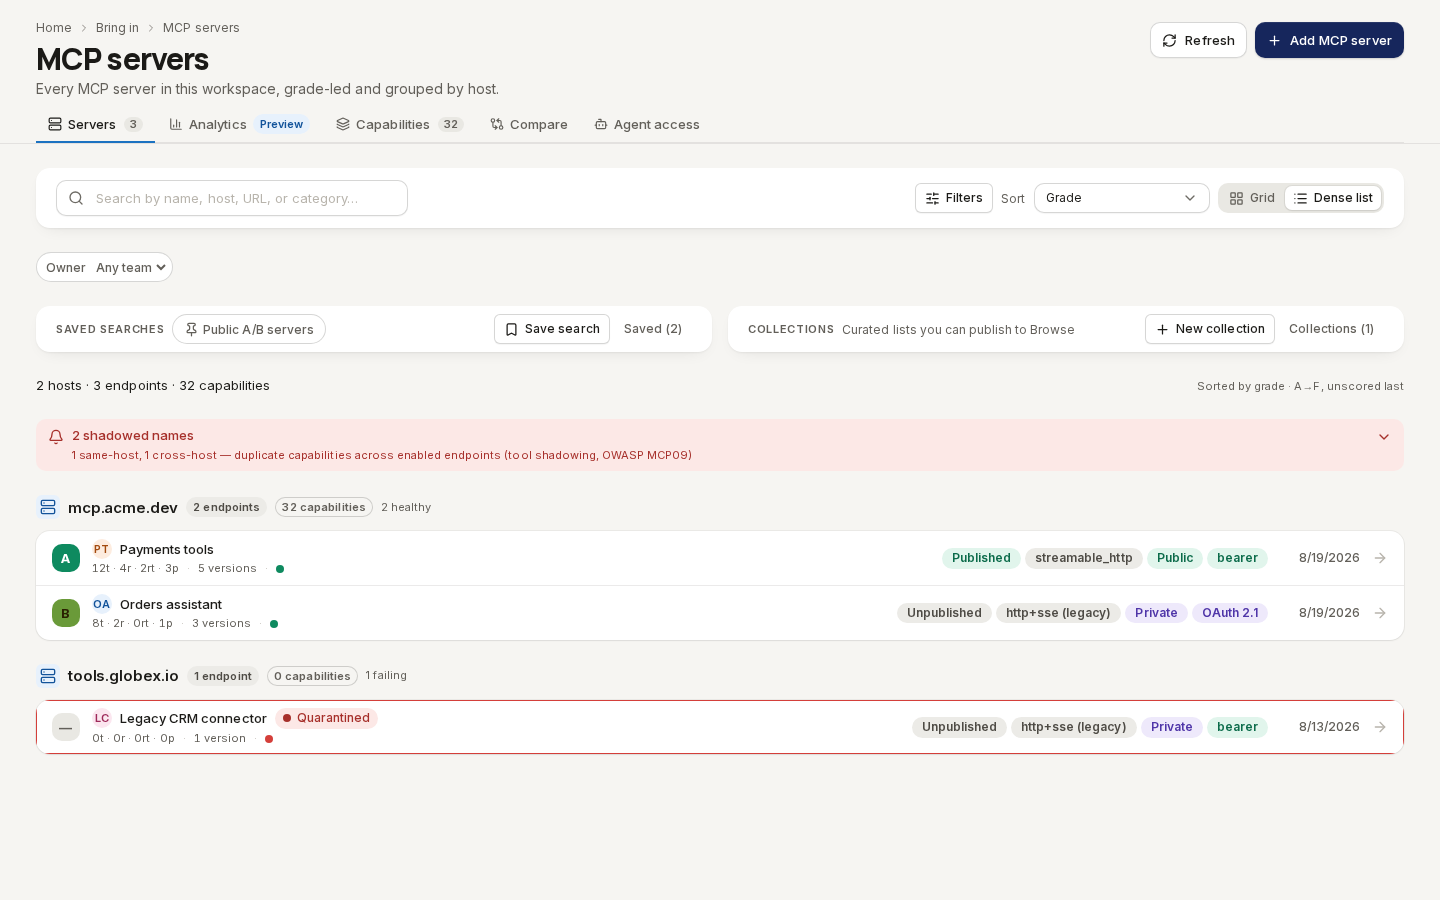 Home > Bring in > MCP servers
MCP servers
Every MCP server in this workspace, grade-led and grouped by host.
Refresh
Add MCP server
Servers 3
Analytics Preview
Capabilities 32
Compare
Agent access
Search by name, host, URL, or category…
Filters
Sort
Grade
Grid
Dense list
Owner Any team
SAVED SEARCHES
Public A/B servers
Save search
Saved (2)
COLLECTIONS
Curated lists you can publish to Browse
New collection
Collections (1)
2 hosts · 3 endpoints · 32 capabilities
Sorted by grade · A→F, unscored last
2 shadowed names
1 same-host, 1 cross-host — duplicate capabilities across enabled endpoints (tool shadowing, OWASP MCP09)
mcp.acme.dev 2 endpoints 32 capabilities 2 healthy
A PT Payments tools
12t · 4r · 2rt · 3p · 5 versions ·
Published streamable_http Public bearer 8/19/2026
B OA Orders assistant
8t · 2r · 0rt · 1p · 3 versions ·
Unpublished http+sse (legacy) Private OAuth 2.1 8/19/2026
tools.globex.io 1 endpoint 0 capabilities 1 failing
— LC Legacy CRM connector Quarantined
0t · 0r · 0rt · 0p · 1 version ·
Unpublished http+sse (legacy) Private bearer 8/13/2026